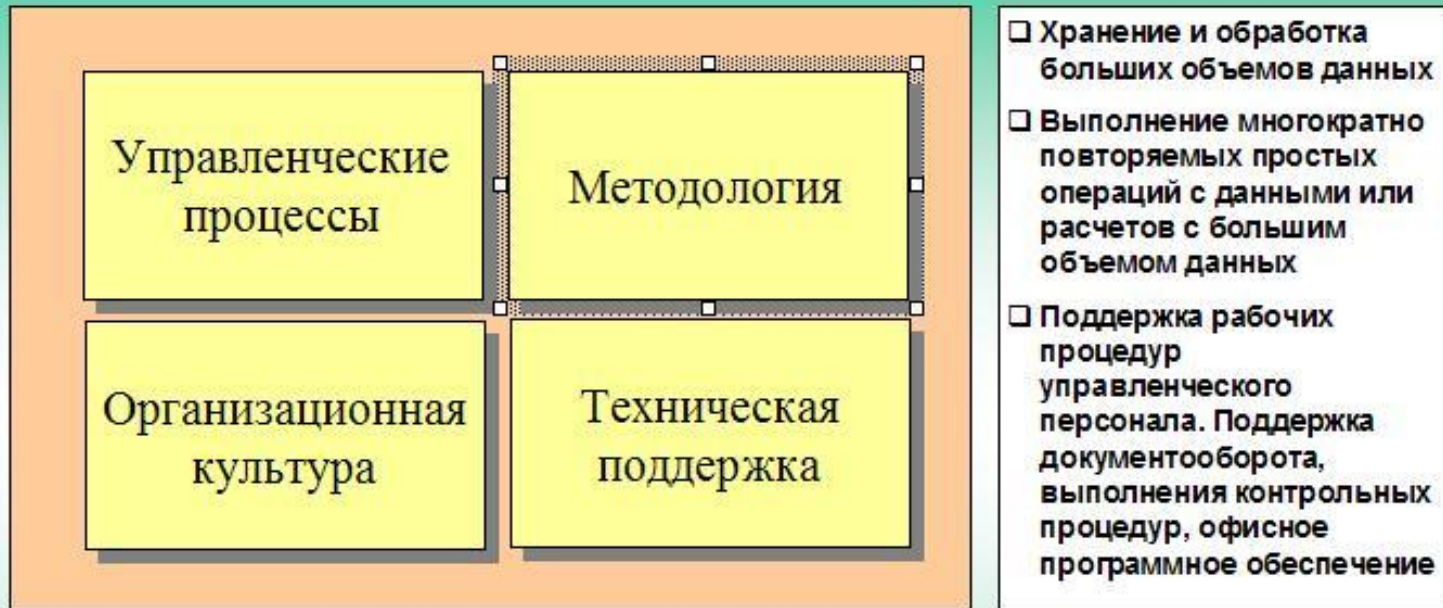 Управленческие
процессы
Методология
Организационная
культура
Техническая
поддержка
Хранение и обработка
больших объемов данных
Выполнение многократно
повторяемых простых
операций с данными или
расчетов с большим
объемом данных
Поддержка рабочих
процедур
управленческого
персонала. Поддержка
документооборота,
выполнения контрольных
процедур, офисное
программное обеспечение